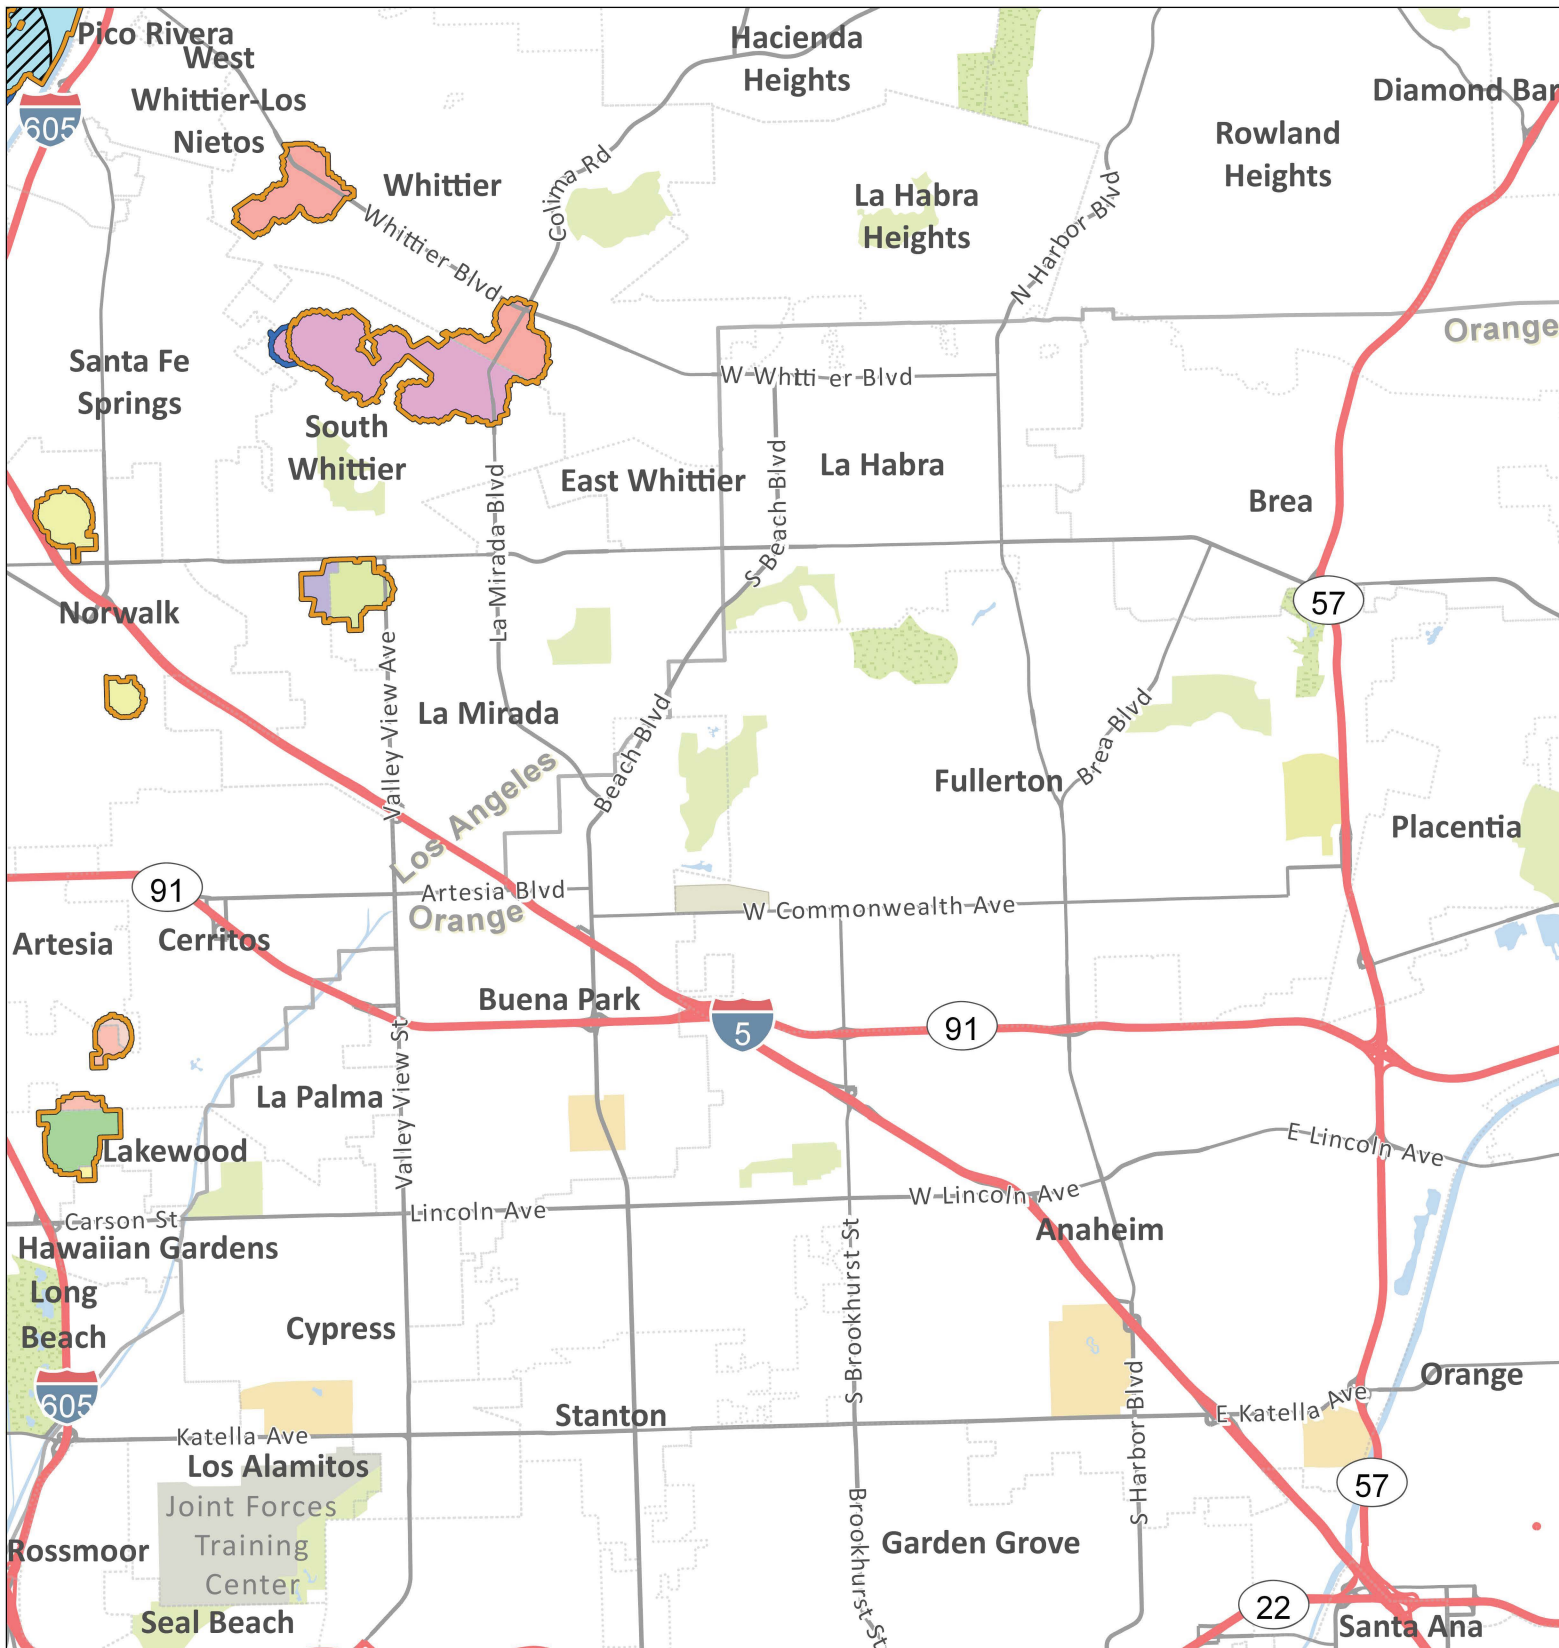 Pico Rivera
West
Whittier-Los
Nietos
Hacienda
Heights
Diamond Bar
605
Rowland
Heights
Whittier
Colima Rd
La Habra
Heights
N Harbor Blvd
Whittier Blvd
Orange
Santa Fe
Springs
W Whitti er Blvd
South
Whittier
East Whittier
La Habra
S Beach Blvd
La Mirada Blvd
Brea
Norwalk
57
Valley View Ave
La Mirada
Beach Blvd
Brea Blvd
Los Angeles
Fullerton
Placentia
91
Artesia Blvd
Orange
W Commonwealth Ave
Artesia
Cerritos
Buena Park
5
91
Valley View St
La Palma
Lakewood
E Lincoln Ave
W Lincoln Ave
Lincoln Ave
Carson St
Anaheim
Hawaiian Gardens
Long
Beach
Cypress
S Brookhurst St
S Harbor Blvd
605
Orange
E Katella Ave
Stanton
Katella Ave
Los Alamitos
57
Joint Forces
Training
Center
Rossmoor
Garden Grove
Brookhurst St
22
Seal Beach
Santa Ana